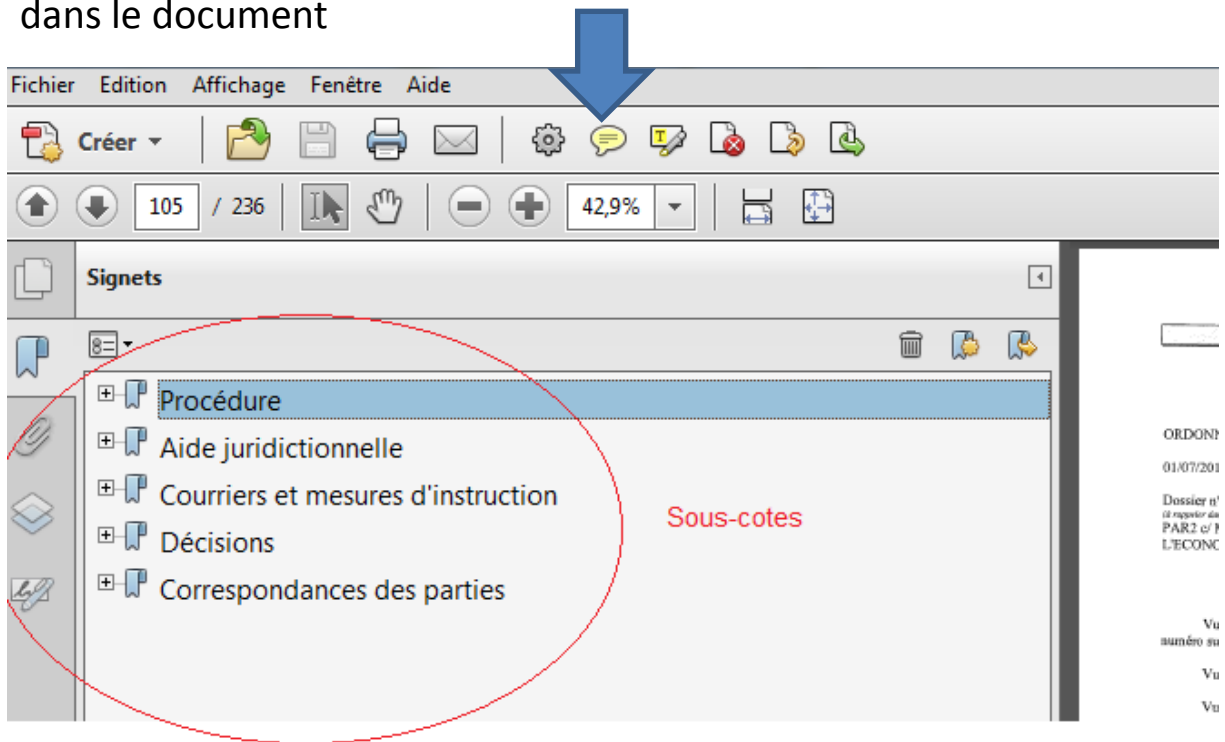 dans le document
Fichier Edition Affichage Fenêtre Aide
Créer
105 / 236 42,9%
Signets
Procédure
Aide juridictionnelle
Courriers et mesures d'instruction
Décisions
Correspondances des parties
Sous-cotes
ORDONN
01/07/201
Dossier n°
PAR2 c/ M
L'ECONO
Vu
numéro su
Vu
Vu